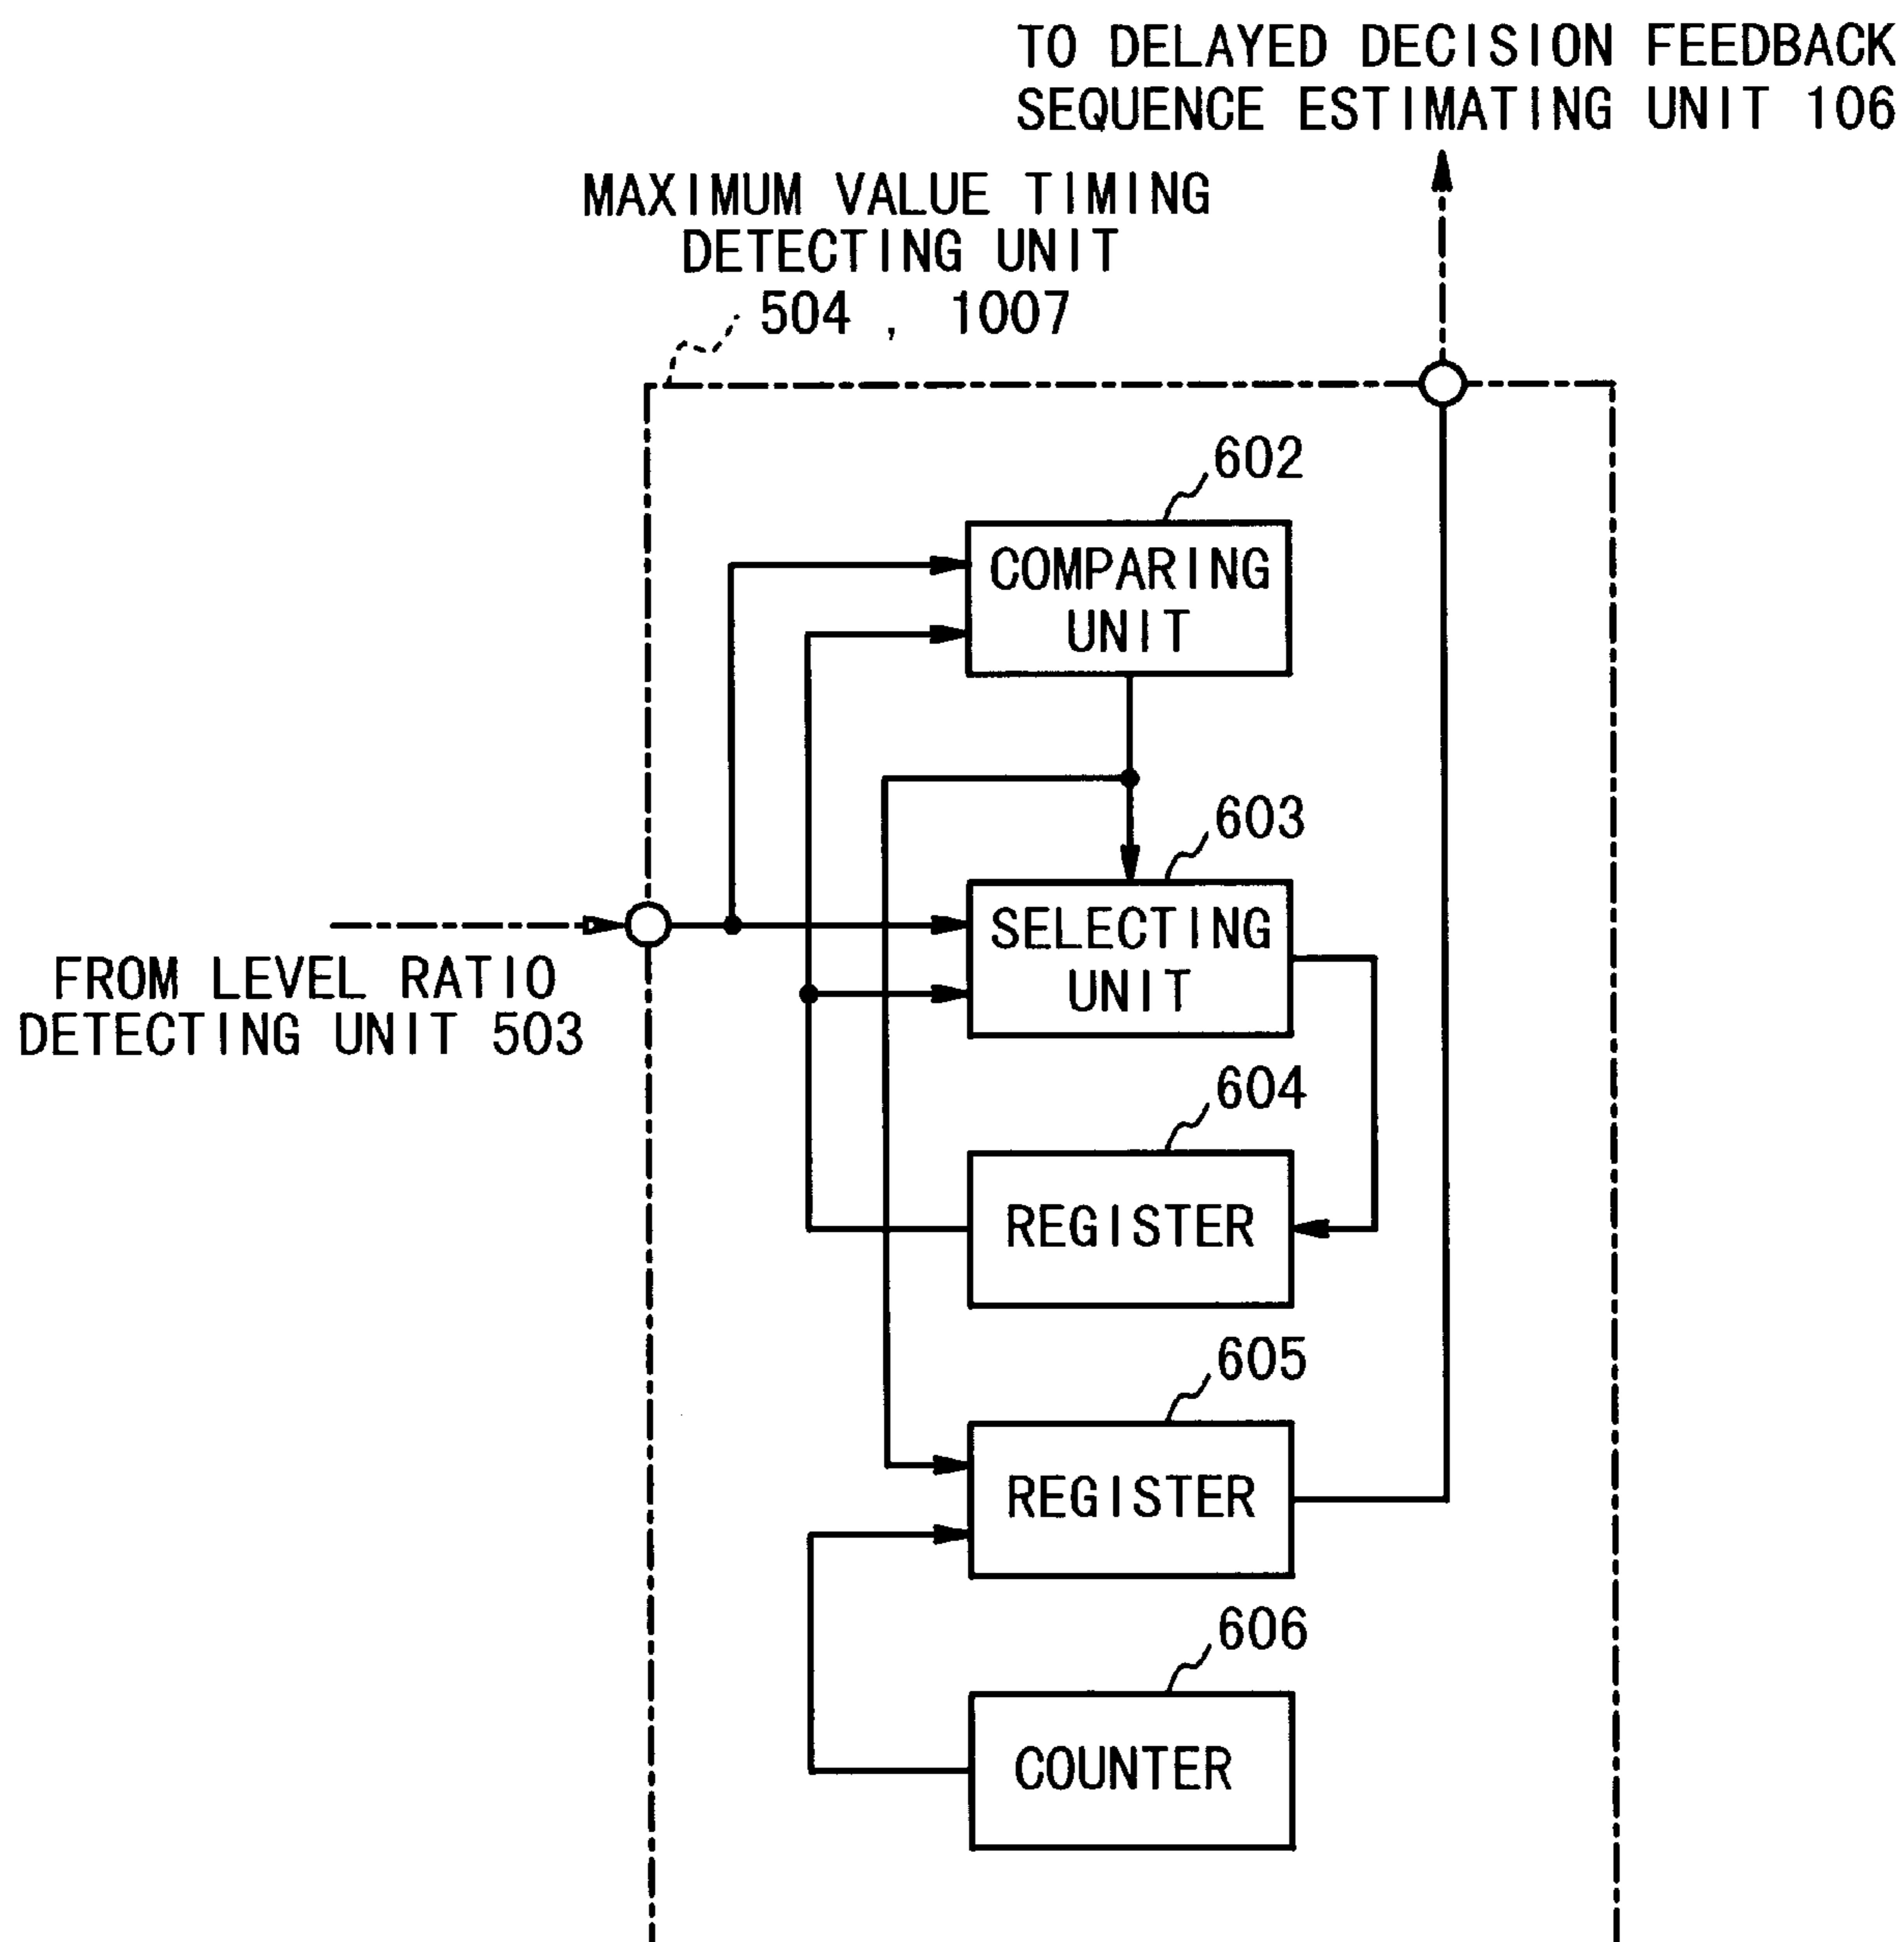 TO DELAYED DECISION FEEDBACK
SEQUENCE ESTIMATING UNIT 106
MAXIMUM VALUE TIMING
DETECTING UNIT
504 , 1007
602
COMPARING
UNIT
603
SELECTING
UNIT
FROM LEVEL RATIO
DETECTING UNIT 503
604
REGISTER
605
REGISTER
606
COUNTER